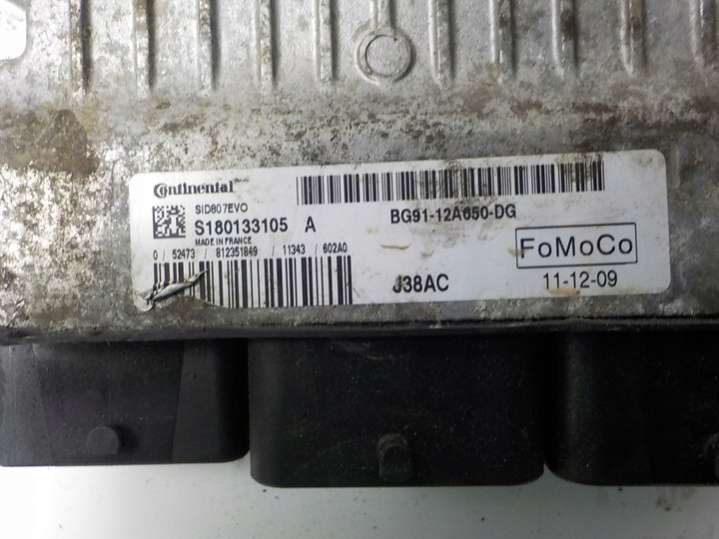 Continental
SID807EVO
S180133105 A
MADE IN FRANCE
0 / 52473 / 812351849 / 11343 / 602A0
BG91-12A650-DG
FoMoCo
J38AC
11-12-09